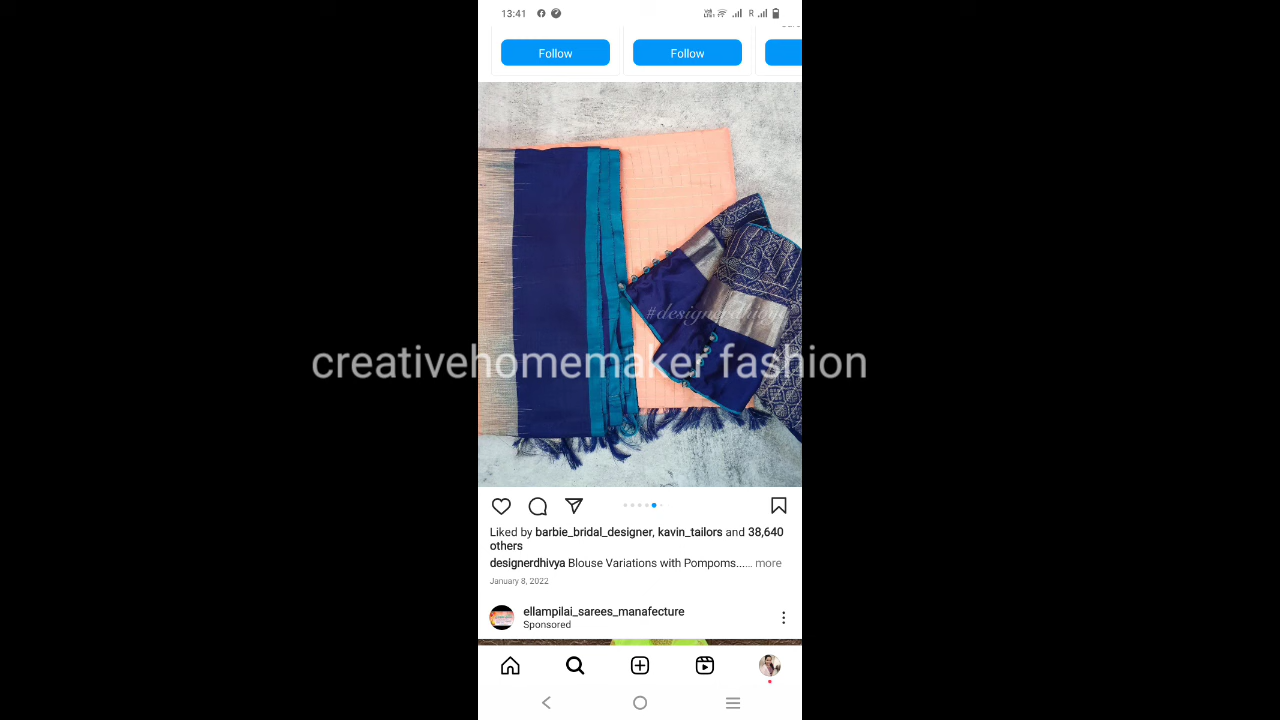 13:41
R
Follow Follow
#designerdhivya
creativehomemaker fashion
Liked by barbie_bridal_designer, kavin_tailors and 38,640
others
designerdhivya Blouse Variations with Pompoms...... more
January 8, 2022
ellampilai_sarees_manafecture
Sponsored